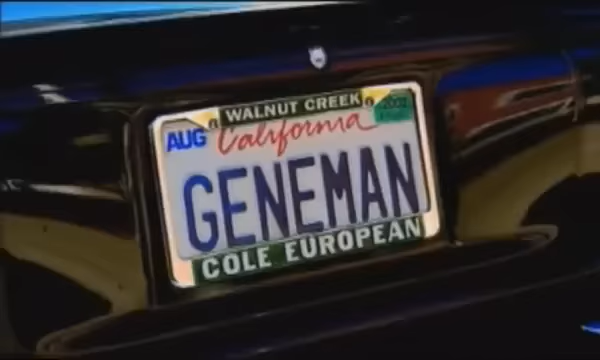 WALNUT CREEK
AUG
California
GENEMAN
COLE EUROPEAN